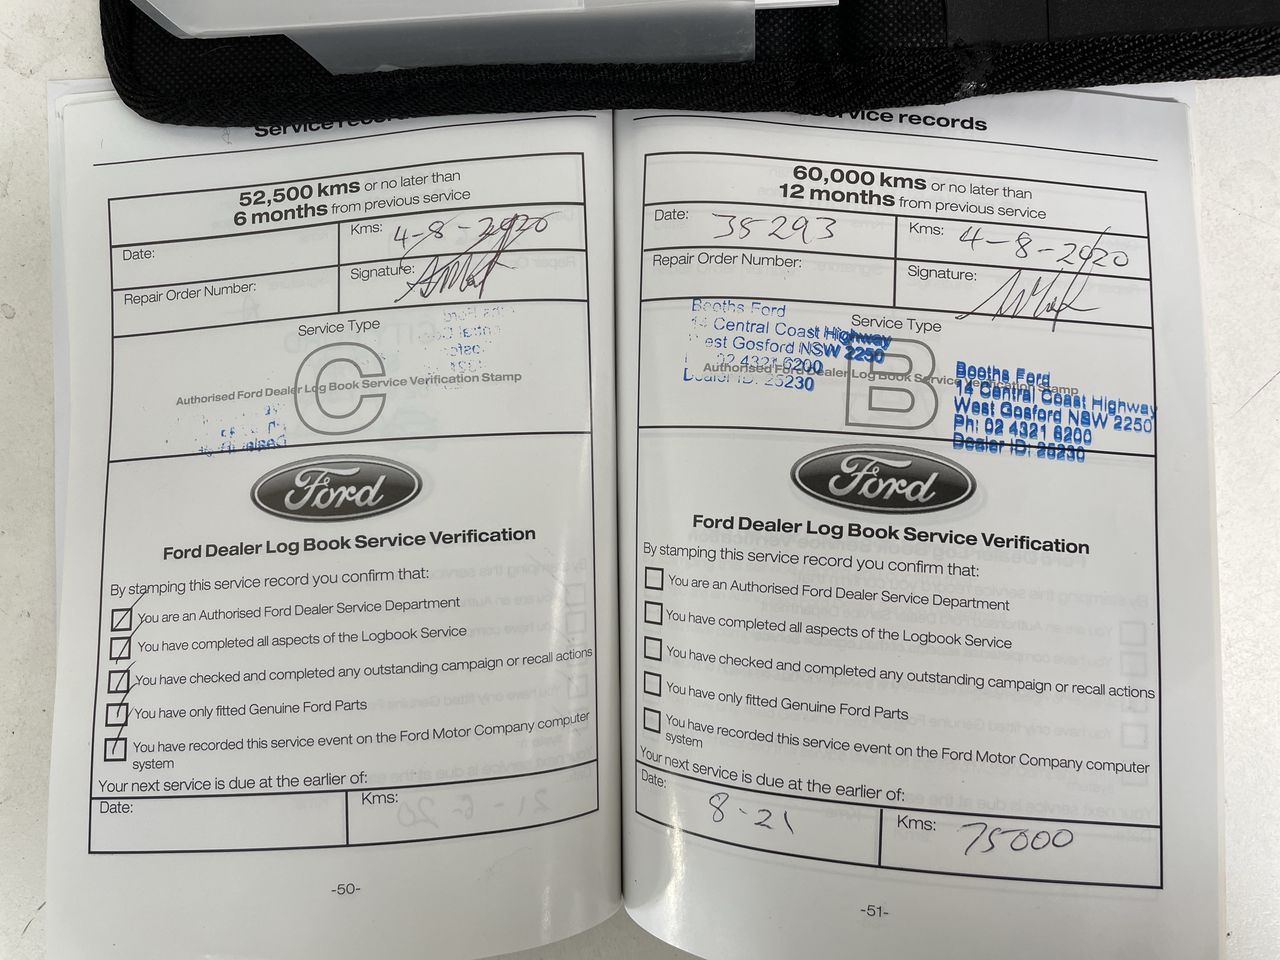 Service
52,500 kms or no later than
6 months from previous service
Date:
Kms: 4-8-2020
Repair Order Number:
Signature:
Service Type
C
Authorised Ford Dealer Log Book Service Verification Stamp
Ford
Ford Dealer Log Book Service Verification
By stamping this service record you confirm that:
You are an Authorised Ford Dealer Service Department
You have completed all aspects of the Logbook Service
You have checked and completed any outstanding campaign or recall actions
You have only fitted Genuine Ford Parts
You have recorded this service event on the Ford Motor Company computer
system
Your next service is due at the earlier of:
Date:
Kms:
-50-
Service records
60,000 kms or no later than
12 months from previous service
Date: 35293
Kms: 4-8-2020
Repair Order Number:
Signature:
Service Type
B
Authorised Ford Dealer Log Book Service Verification Stamp
Booths Ford
14 Central Coast Highway
West Gosford NSW 2250
02 4321 6200
Dealer ID: 25230
Booths Ford
14 Central Coast Highway
West Gosford NSW 2250
Ph: 02 4321 6200
Dealer ID: 25230
Ford
Ford Dealer Log Book Service Verification
By stamping this service record you confirm that:
You are an Authorised Ford Dealer Service Department
You have completed all aspects of the Logbook Service
You have checked and completed any outstanding campaign or recall actions
You have only fitted Genuine Ford Parts
You have recorded this service event on the Ford Motor Company computer
system
Your next service is due at the earlier of:
Date: 8-21
Kms: 75000
-51-